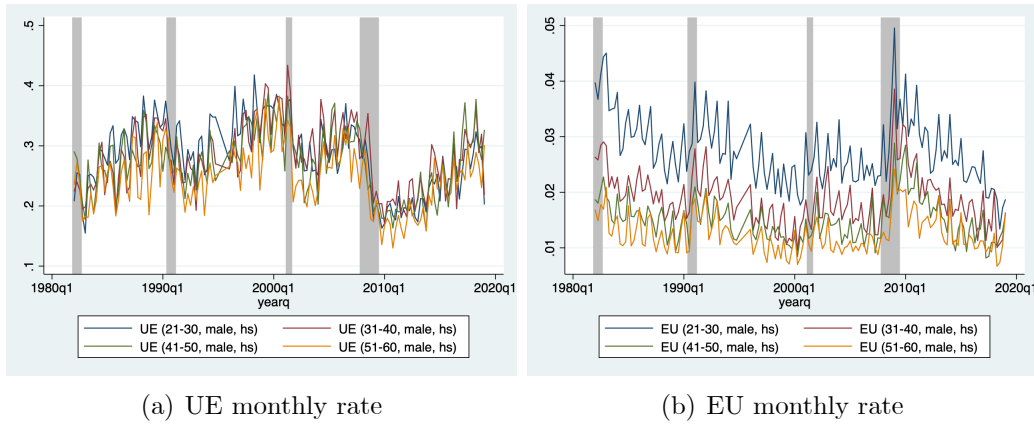 .5
.4
.3
.2
.1
1980q1 1990q1 2000q1 2010q1 2020q1
yearq
UE (21-30, male, hs) UE (31-40, male, hs)
UE (41-50, male, hs) UE (51-60, male, hs)
(a) UE monthly rate
.05
.04
.03
.02
.01
1980q1 1990q1 2000q1 2010q1 2020q1
yearq
EU (21-30, male, hs) EU (31-40, male, hs)
EU (41-50, male, hs) EU (51-60, male, hs)
(b) EU monthly rate